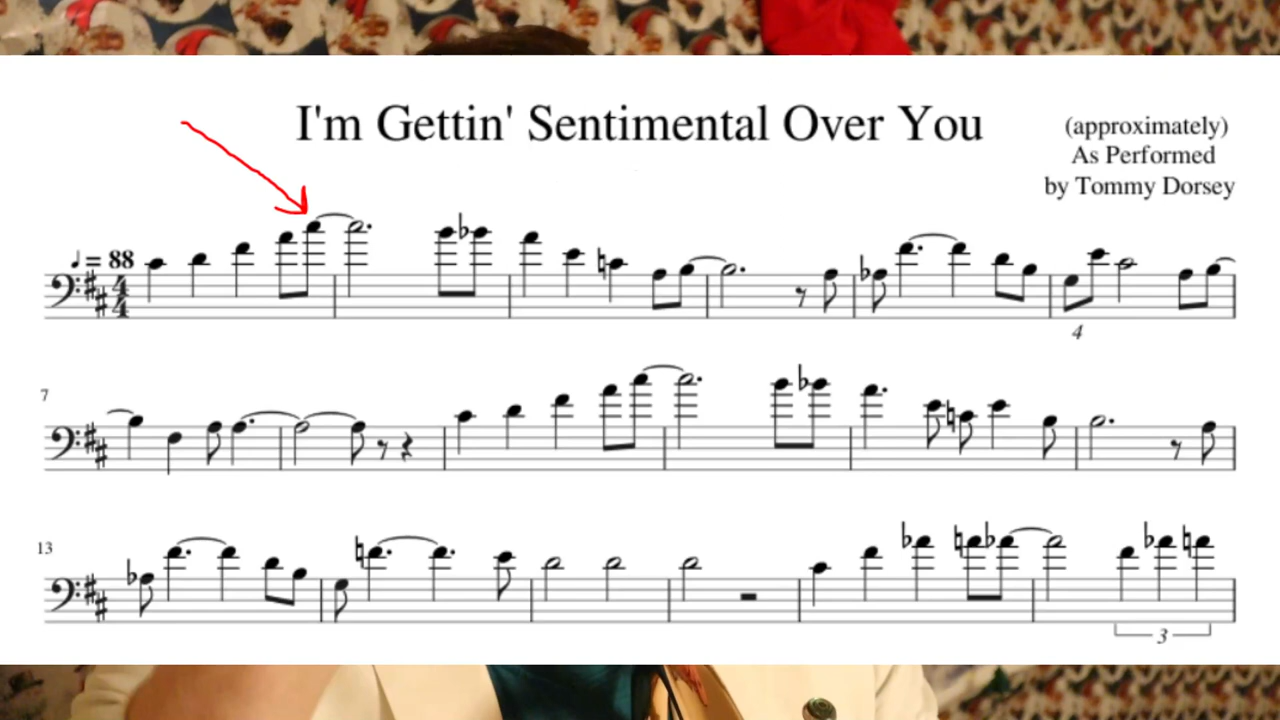 I'm Gettin' Sentimental Over You
(approximately)
As Performed
by Tommy Dorsey
♩= 88
4
4
4
7
13
3